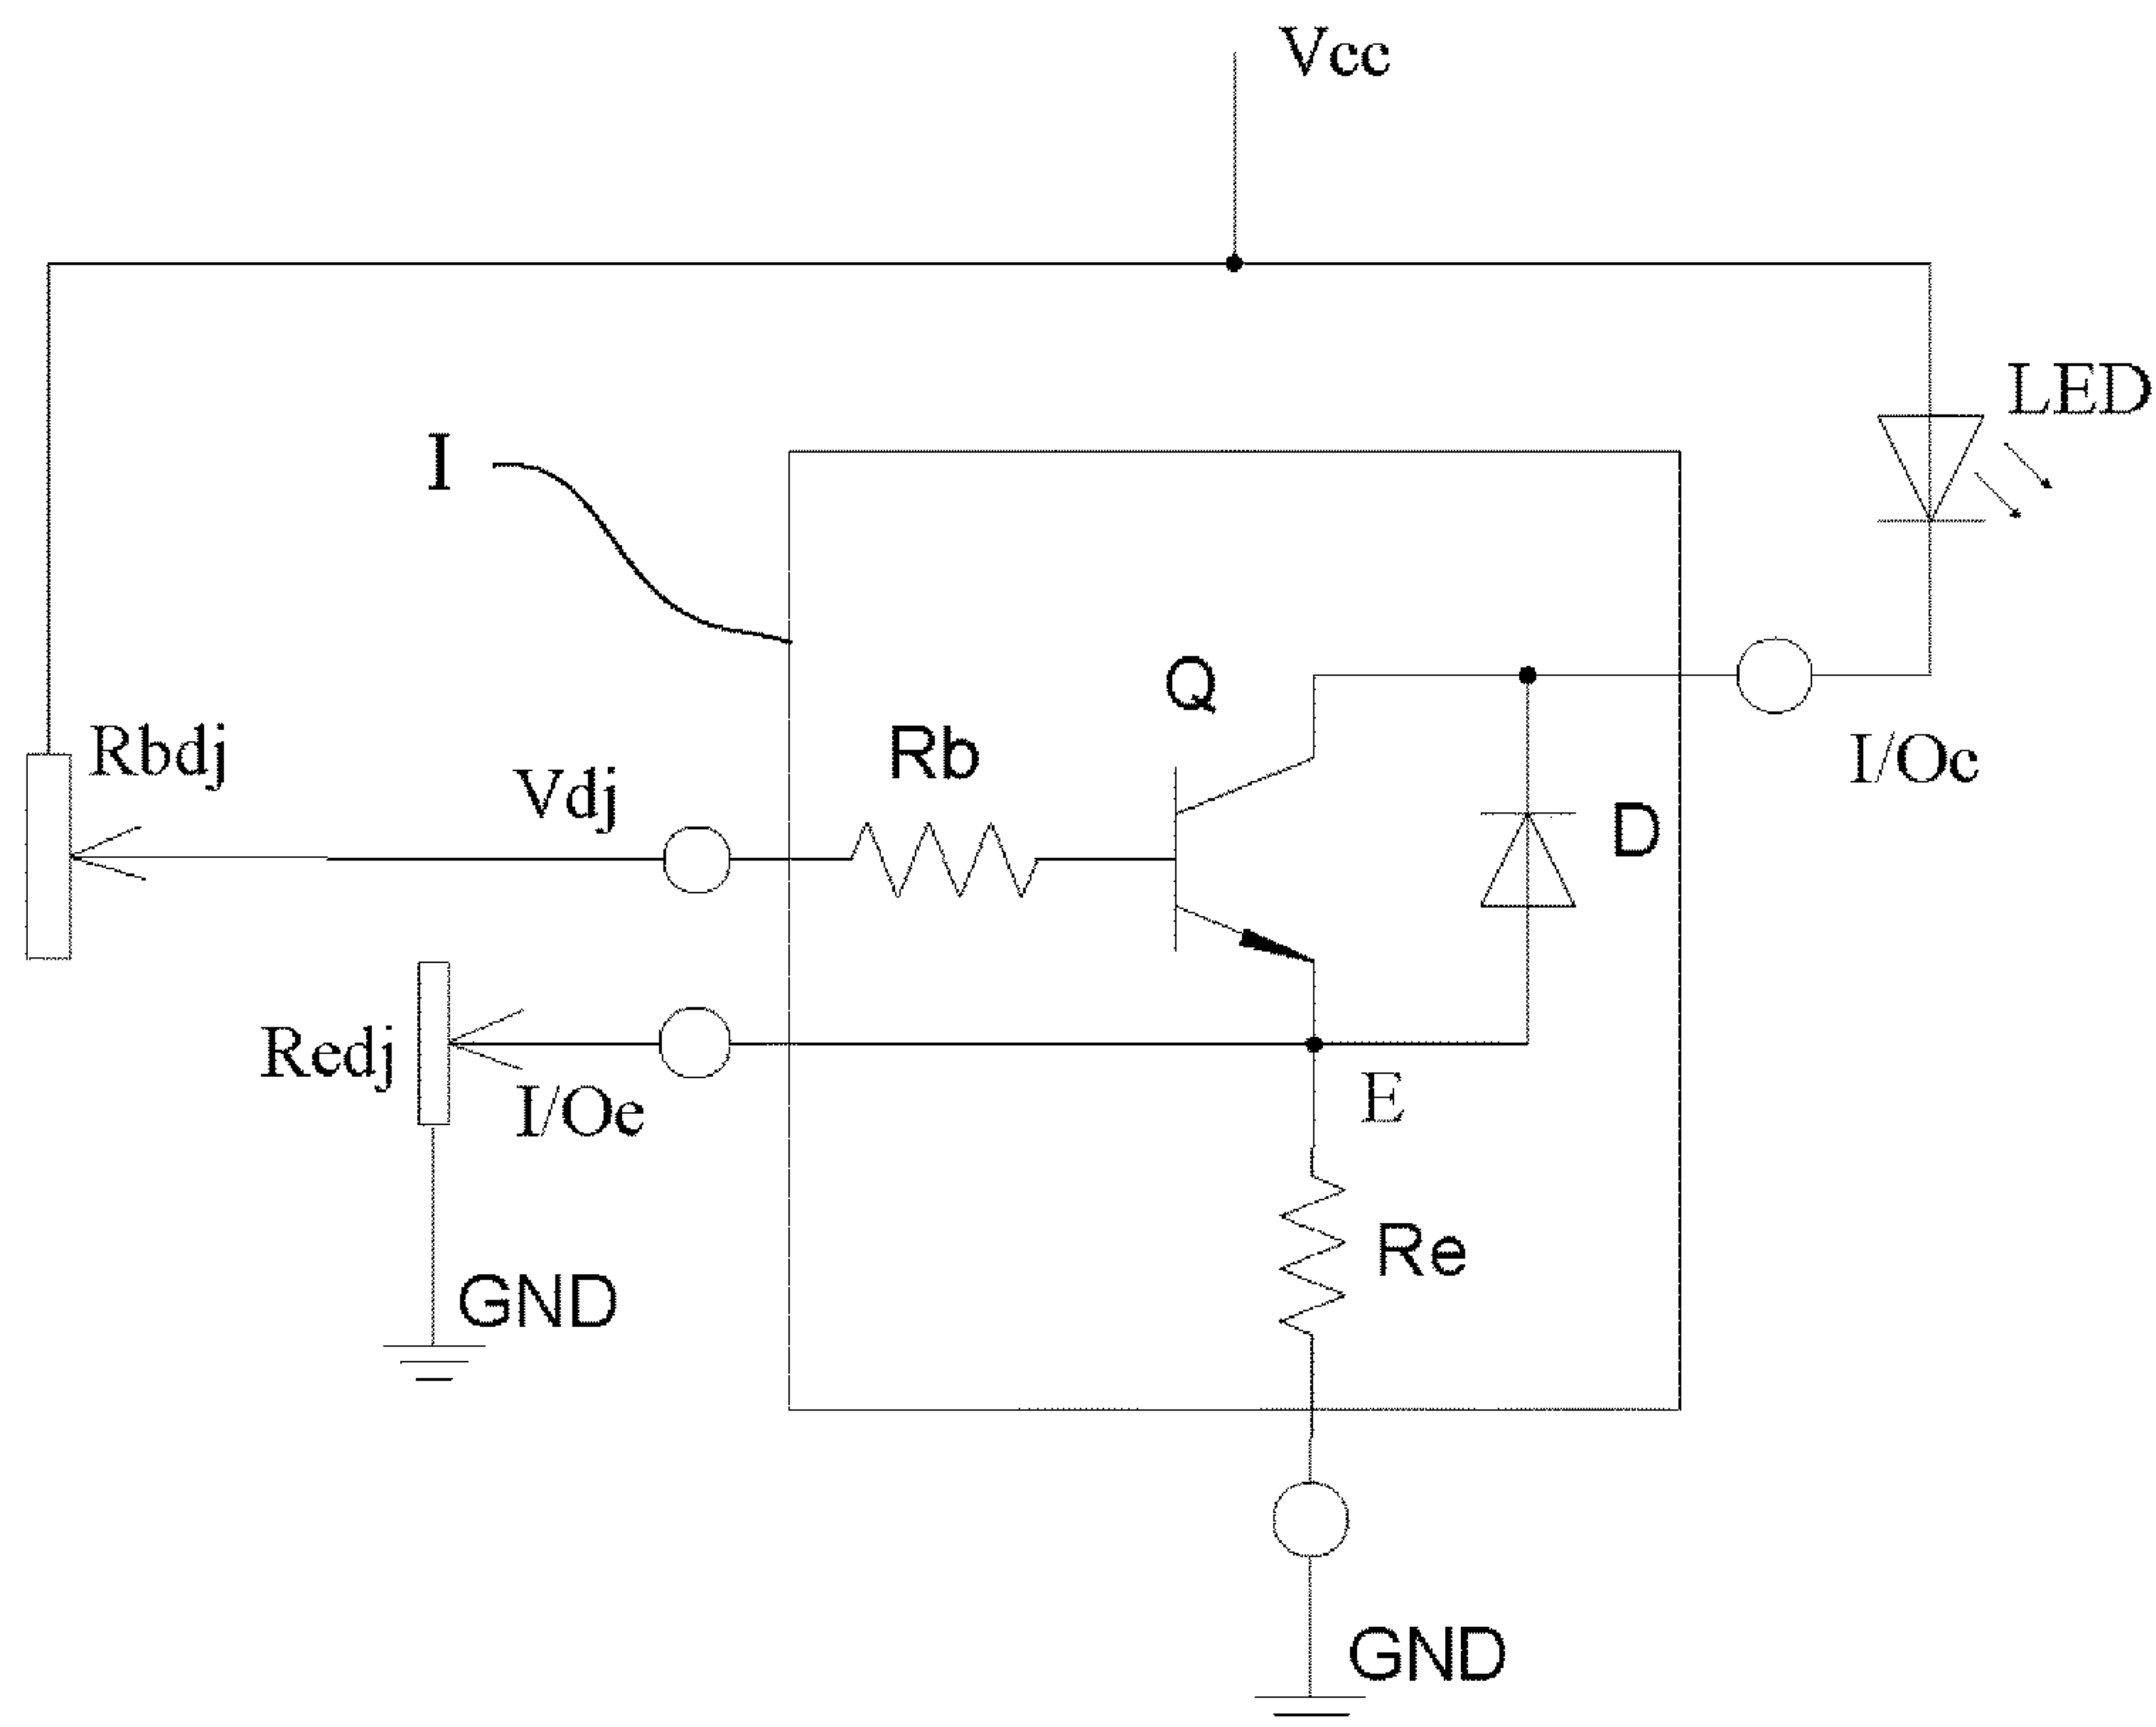 Vcc
LED
I
Q
Rbdj
Vdj
Rb
I/Oc
D
Redj
I/Oe
E
Re
GND
GND